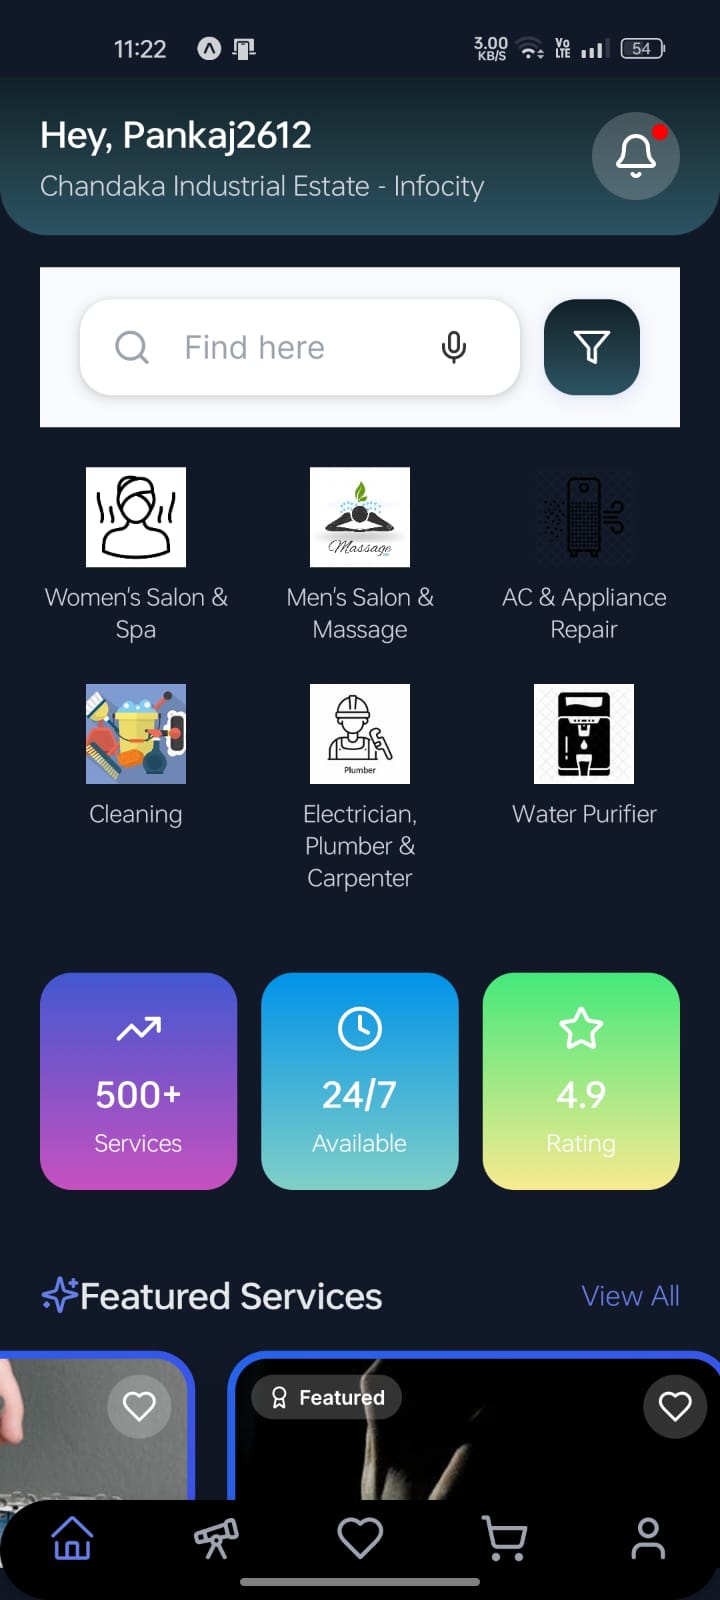 11:22
3.00 KB/S
Vo LTE
54
Hey, Pankaj2612
Chandaka Industrial Estate - Infocity
Find here
Massage
Women's Salon &
Spa
Men's Salon &
Massage
AC & Appliance
Repair
Plumber
Cleaning
Electrician,
Plumber &
Carpenter
Water Purifier
500+
Services
24/7
Available
4.9
Rating
Featured Services
View All
Featured